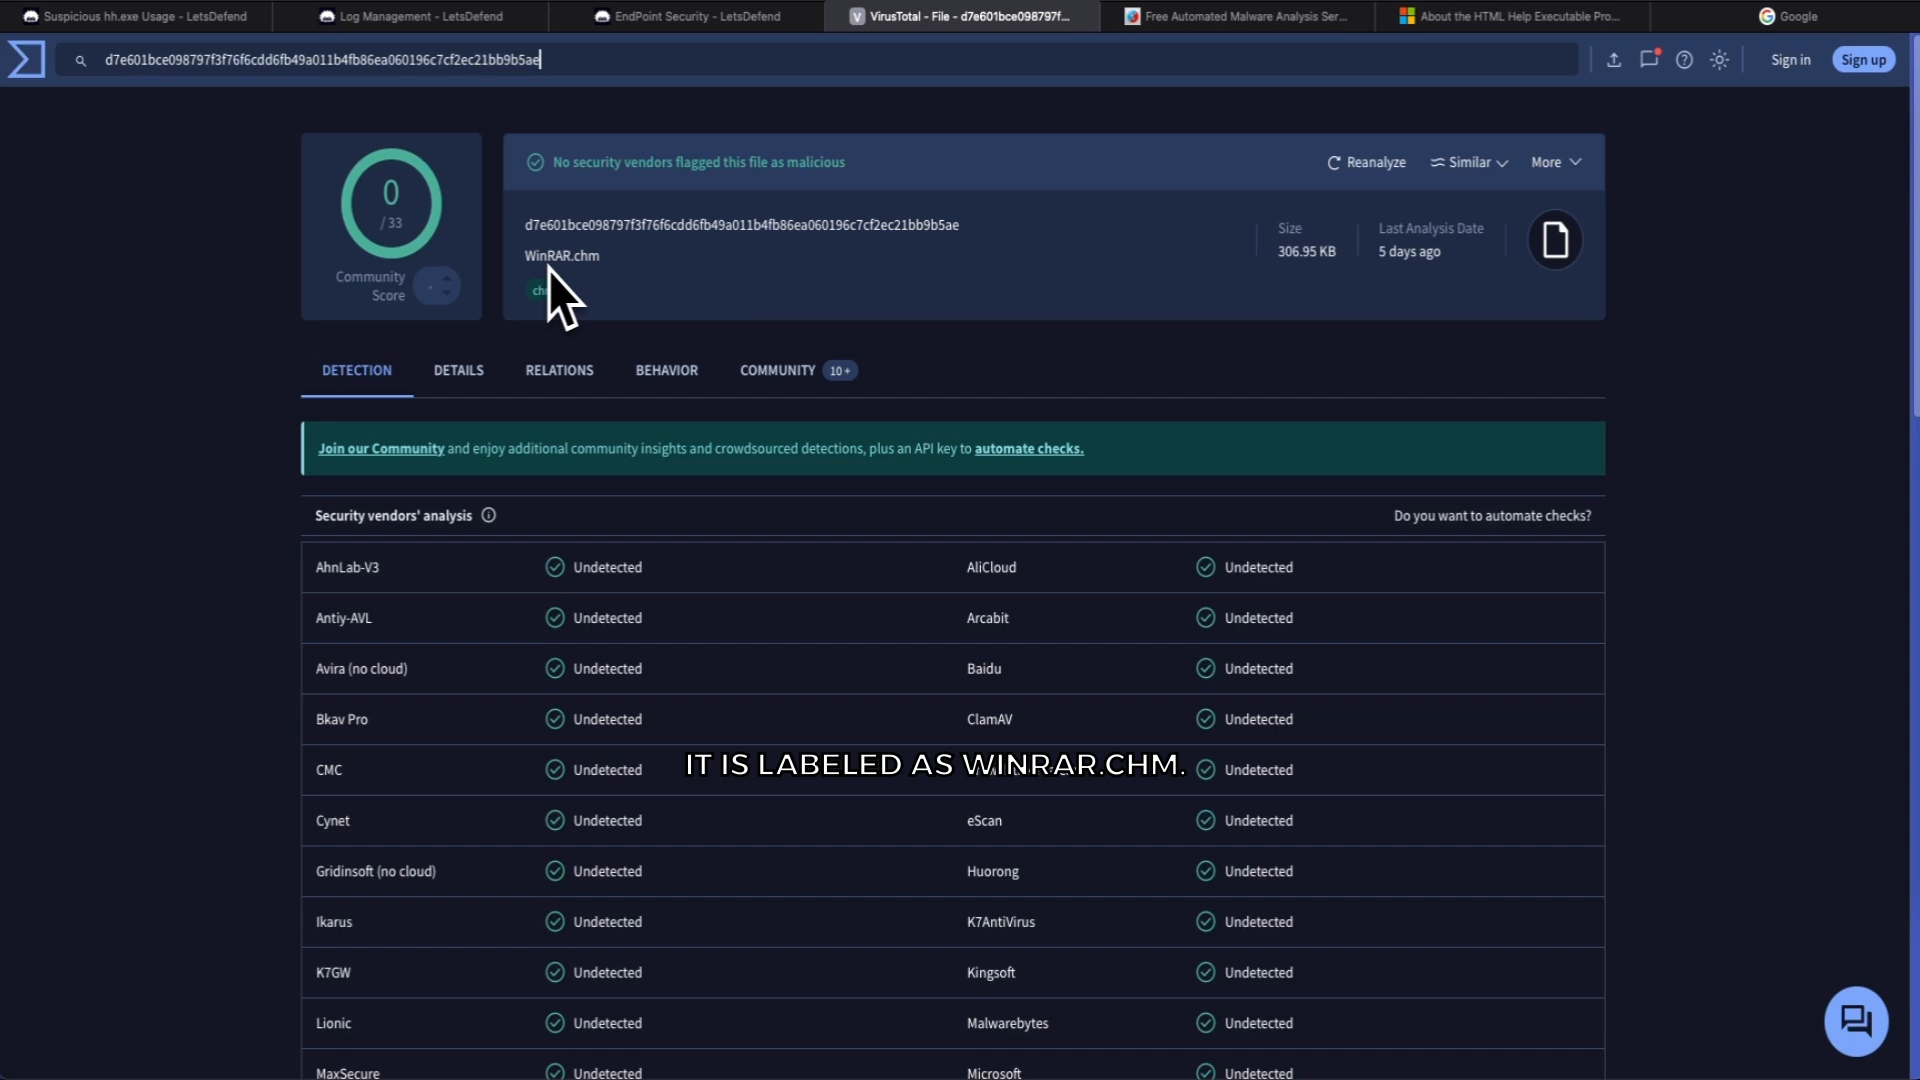 Suspicious hh.exe Usage - LetsDefend
Log Management - LetsDefend
EndPoint Security - LetsDefend
VirusTotal - File - d7e601bce098797f...
Free Automated Malware Analysis Ser...
About the HTML Help Executable Pro...
Google
d7e601bce098797f3f76f6cdd6fb49a011b4fb86ea060196c7cf2ec21bb9b5ae
Sign in
Sign up
0
/ 33
Community
Score
No security vendors flagged this file as malicious
Reanalyze
Similar
More
d7e601bce098797f3f76f6cdd6fb49a011b4fb86ea060196c7cf2ec21bb9b5ae
WinRAR.chm
Size
306.95 KB
Last Analysis Date
5 days ago
DETECTION
DETAILS
RELATIONS
BEHAVIOR
COMMUNITY 10+
Join our Community and enjoy additional community insights and crowdsourced detections, plus an API key to automate checks.
Security vendors' analysis
Do you want to automate checks?
AhnLab-V3 Undetected AliCloud Undetected
Antiy-AVL Undetected Arcabit Undetected
Avira (no cloud) Undetected Baidu Undetected
Bkav Pro Undetected ClamAV Undetected
CMC Undetected Undetected
IT IS LABELED AS WINRAR.CHM.
Cynet Undetected eScan Undetected
Gridinsoft (no cloud) Undetected Huorong Undetected
Ikarus Undetected K7AntiVirus Undetected
K7GW Undetected Kingsoft Undetected
Lionic Undetected Malwarebytes Undetected
MaxSecure Undetected Microsoft Undetected